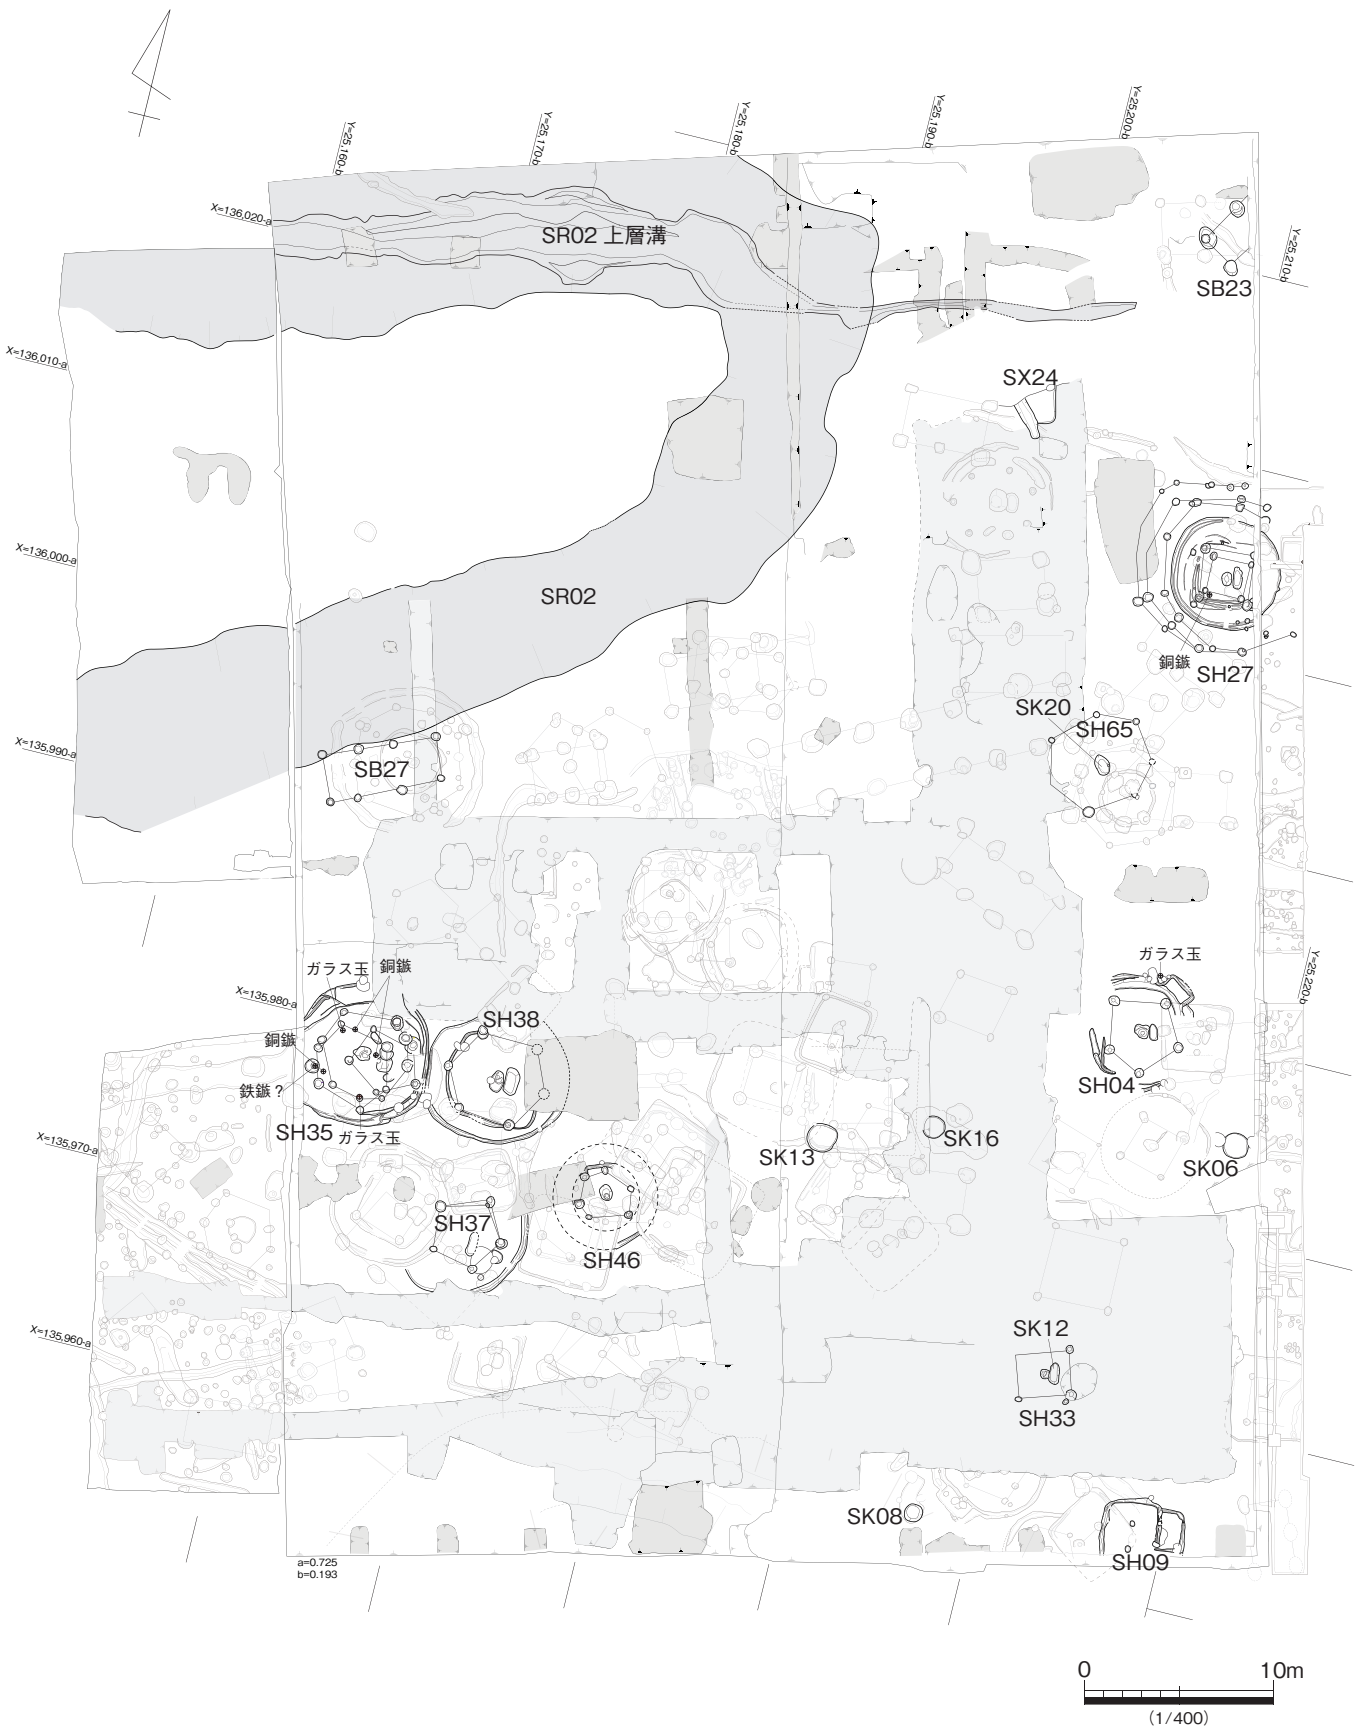 Y=25,160-b
Y=25,170-b
Y=25,180-b
Y=25,190-b
Y=25,200-b
X=136,020-a
SR02 上層溝
Y=25,210-b
SB23
X=136,010-a
SX24
X=136,000-a
SR02
銅鏃
SH27
SK20
SH65
X=135,990-a
SB27
ガラス玉
銅鏃
ガラス玉
Y=25,220-b
X=135,980-a
SH38
銅鏃
鉄鏃？
SH04
SH35
ガラス玉
X=135,970-a
SK13
SK16
SK06
SH37
SH46
X=135,960-a
SK12
SH33
SK08
SH09
a=0.725
b=0.193
0 10m
（1/400）